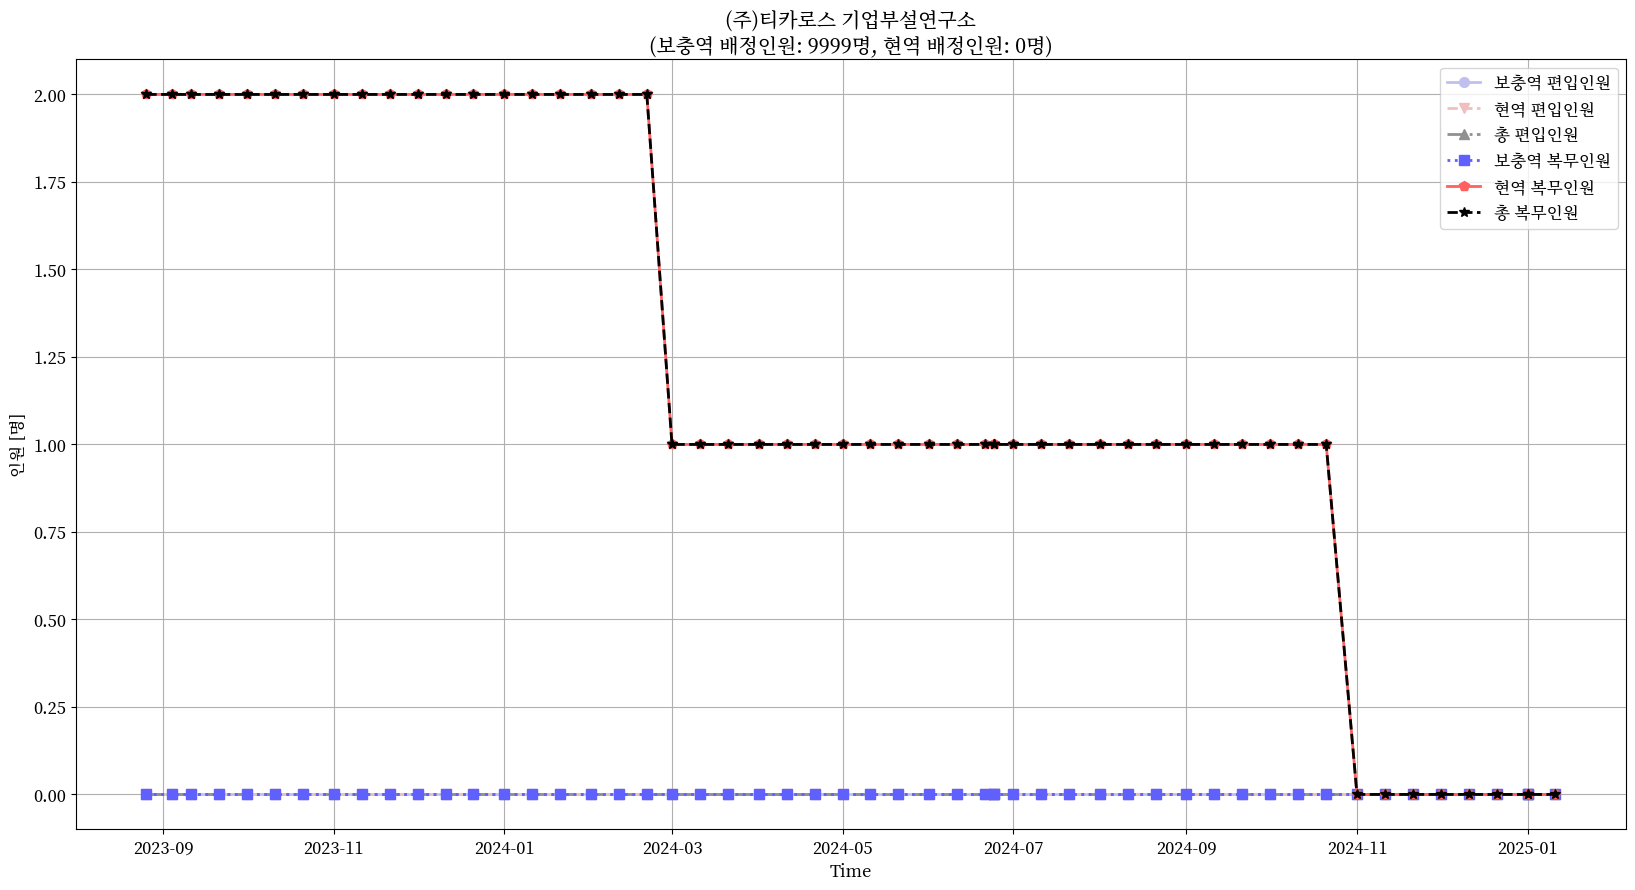 (주)티카로스 기업부설연구소
(보충역 배정인원: 9999명, 현역 배정인원: 0명)
보충역 편입인원
현역 편입인원
총 편입인원
보충역 복무인원
현역 복무인원
총 복무인원
인원 [명]
2.00
1.75
1.50
1.25
1.00
0.75
0.50
0.25
0.00
2023-09
2023-11
2024-01
2024-03
2024-05
2024-07
2024-09
2024-11
2025-01
Time